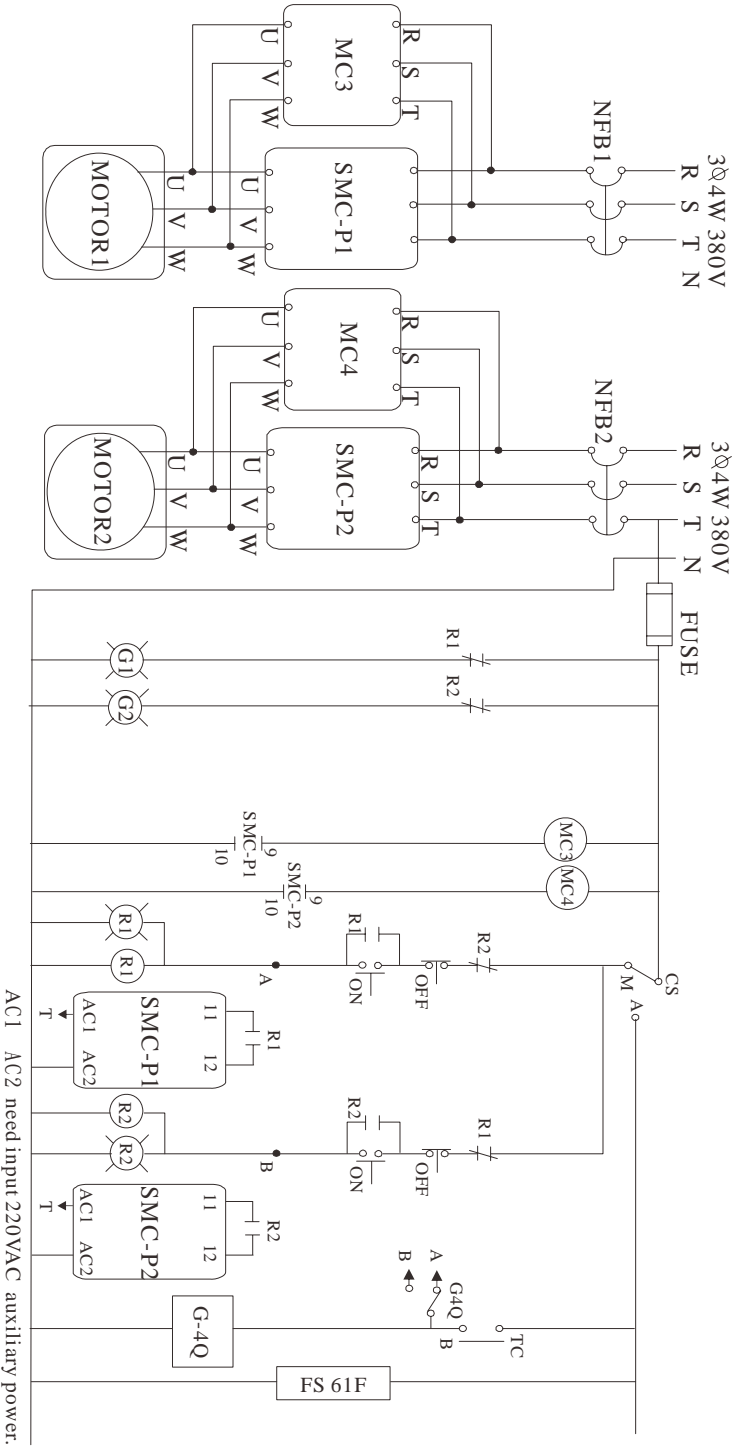 3Φ4W 380V
R S T N
NFB1
R S T
MC3
U V W
SMC-P1
U V W
U V W
MOTOR1
3Φ4W 380V
R S T N
NFB2
R S T
MC4
U V W
R S T
SMC-P2
U V W
U V W
MOTOR2
FUSE
R1
G1
R2
G2
MC3
9
SMC-P1
10
MC4
9
SMC-P2
10
CS
M A
R2
OFF
R1
ON
A
R1
R1
R1
11 12
SMC-P1
AC1 AC2
T
R1
OFF
R2
ON
B
R2
R2
R2
11 12
SMC-P2
AC1 AC2
T
TC
B
G4Q
A
B
G-4Q
FS 61F
AC1 AC2 need input 220VAC auxiliary power.